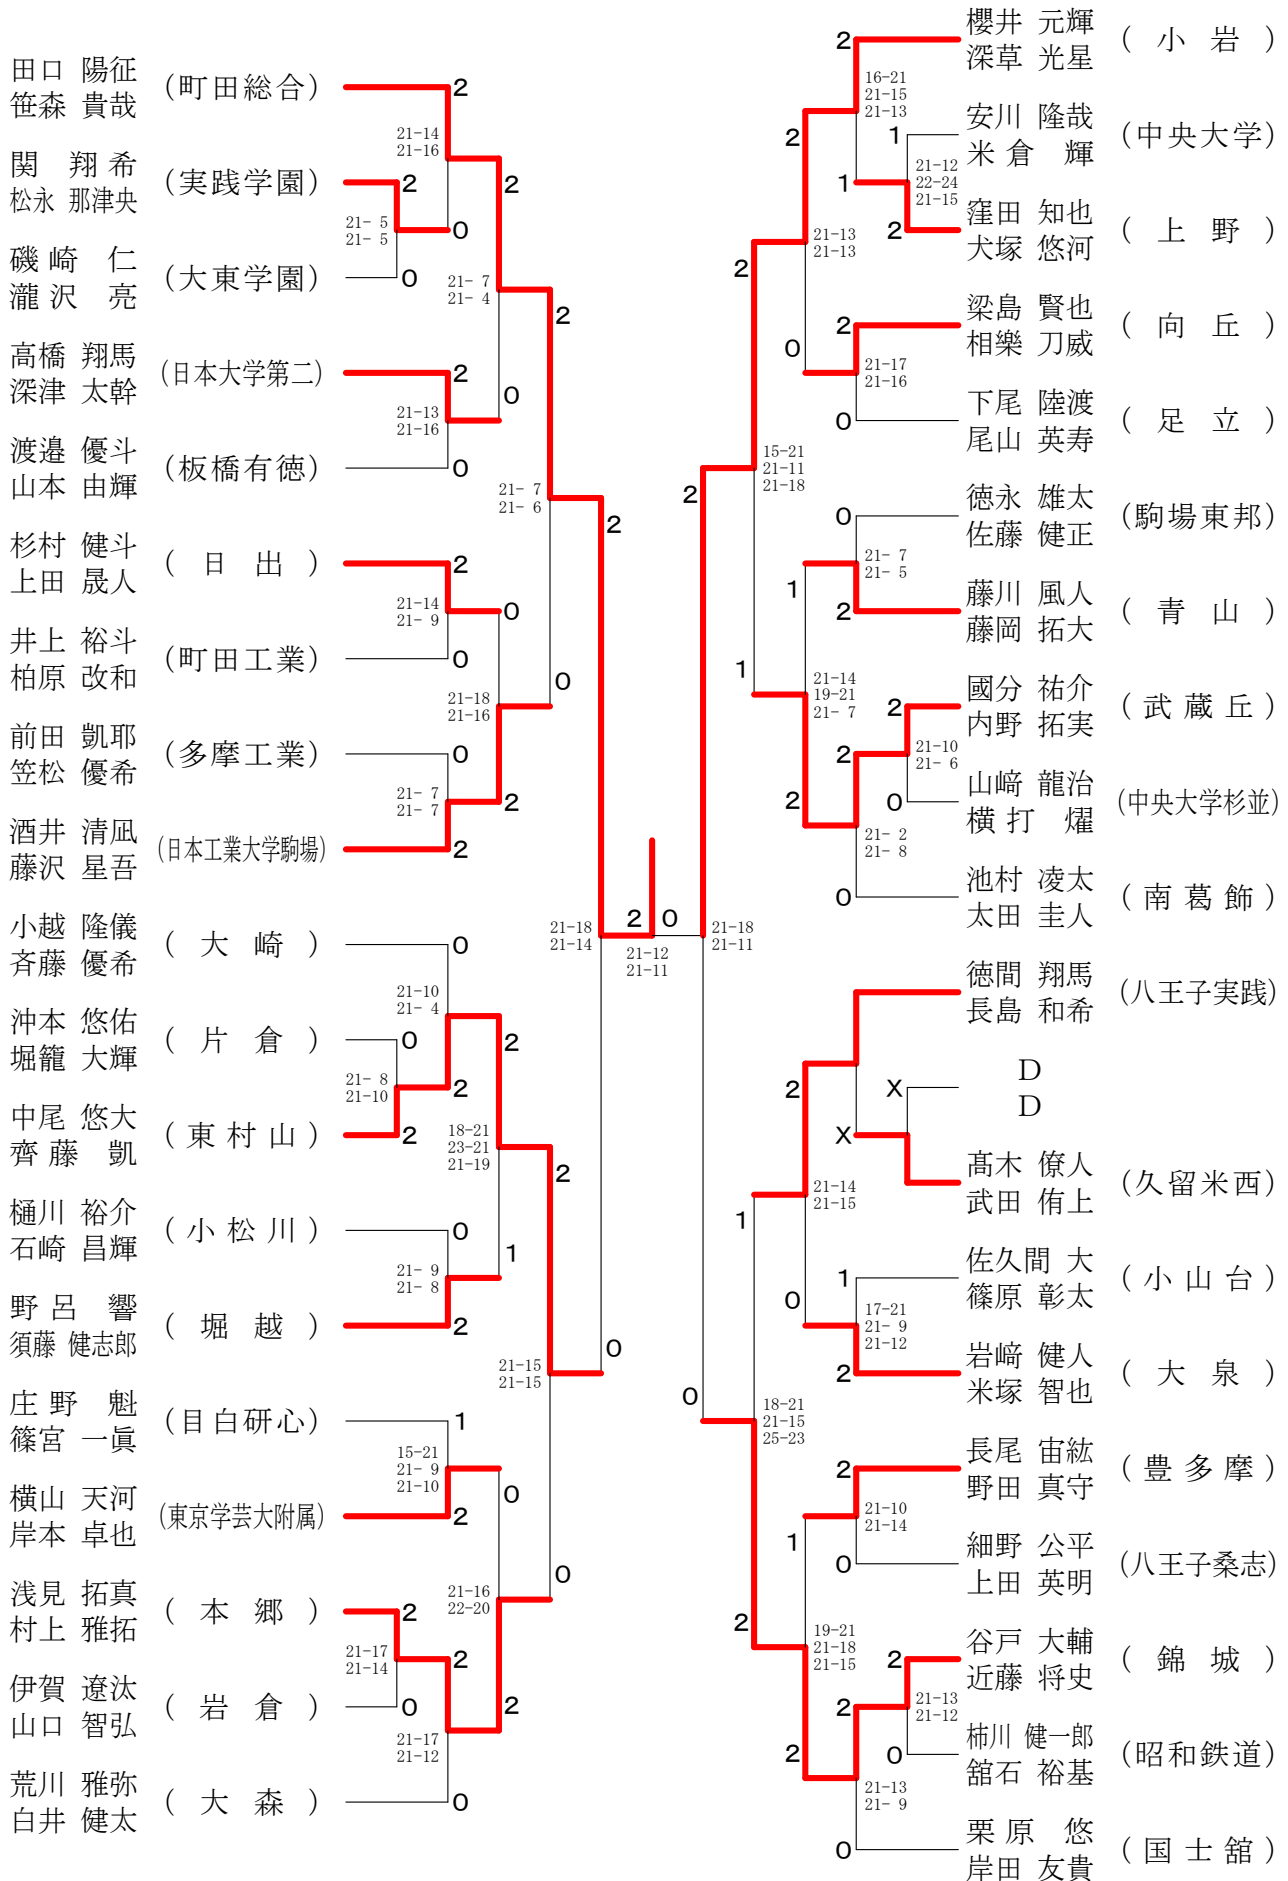 田口 陽征
笹森 貴哉
(町田総合)
2
21-14
21-16
関 翔希
松永 那津央
(実践学園)
2
2
21- 5
21- 5
0
磯崎 仁
瀧沢 亮
(大東学園)
0
21- 7
21- 4
2
高橋 翔馬
深津 太幹
(日本大学第二)
2
0
21-13
21-16
渡邉 優斗
山本 由輝
(板橋有徳)
0
21- 7
21- 6
2
杉村 健斗
上田 晟人
(日出)
2
21-14
21- 9
0
井上 裕斗
柏原 改和
(町田工業)
0
0
21-18
21-16
前田 凱耶
笠松 優希
(多摩工業)
0
21- 7
21- 7
2
酒井 清凪
藤沢 星吾
(日本工業大学駒場)
2
小越 隆儀
斉藤 優希
(大崎)
0
21-18
21-14
2
0
21-12
21-11
21-10
21- 4
沖本 悠佑
堀籠 大輝
(片倉)
0
2
21- 8
21-10
2
中尾 悠大
齊藤 凱
(東村山)
2
18-21
23-21
21-19
2
樋川 裕介
石崎 昌輝
(小松川)
0
1
21- 9
21- 8
野呂 響
須藤 健志郎
(堀越)
2
0
21-15
21-15
庄野 魁
篠宮 一眞
(目白研心)
1
15-21
21- 9
21-10
0
横山 天河
岸本 卓也
(東京学芸大附属)
2
0
21-16
22-20
浅見 拓真
村上 雅拓
(本郷)
2
21-17
21-14
2
伊賀 遼汰
山口 智弘
(岩倉)
0
2
21-17
21-12
荒川 雅弥
白井 健太
(大森)
0
櫻井 元輝
深草 光星
(小岩)
2
16-21
21-15
21-13
2
安川 隆哉
米倉 輝
(中央大学)
1
21-12
22-24
21-15
1
窪田 知也
犬塚 悠河
(上野)
2
21-13
21-13
2
梁島 賢也
相樂 刀威
(向丘)
2
0
21-17
21-16
下尾 陸渡
尾山 英寿
(足立)
0
15-21
21-11
21-18
2
徳永 雄太
佐藤 健正
(駒場東邦)
0
21- 7
21- 5
1
藤川 風人
藤岡 拓大
(青山)
2
1
21-14
19-21
21- 7
國分 祐介
内野 拓実
(武蔵丘)
2
21-10
21- 6
2
山﨑 龍治
横打 燿
(中央大学杉並)
0
2
21- 2
21- 8
池村 凌太
太田 圭人
(南葛飾)
0
21-18
21-11
徳間 翔馬
長島 和希
(八王子実践)
2
D
D
X
X
髙木 僚人
武田 侑上
(久留米西)
21-14
21-15
1
佐久間 大
篠原 彰太
(小山台)
1
0
17-21
21- 9
21-12
岩﨑 健人
米塚 智也
(大泉)
2
0
18-21
21-15
25-23
長尾 宙紘
野田 真守
(豊多摩)
2
21-10
21-14
1
細野 公平
上田 英明
(八王子桑志)
0
2
19-21
21-18
21-15
谷戸 大輔
近藤 将史
(錦城)
2
21-13
21-12
2
柿川 健一郎
舘石 裕基
(昭和鉄道)
0
2
21-13
21- 9
栗原 悠
岸田 友貴
(国士舘)
0